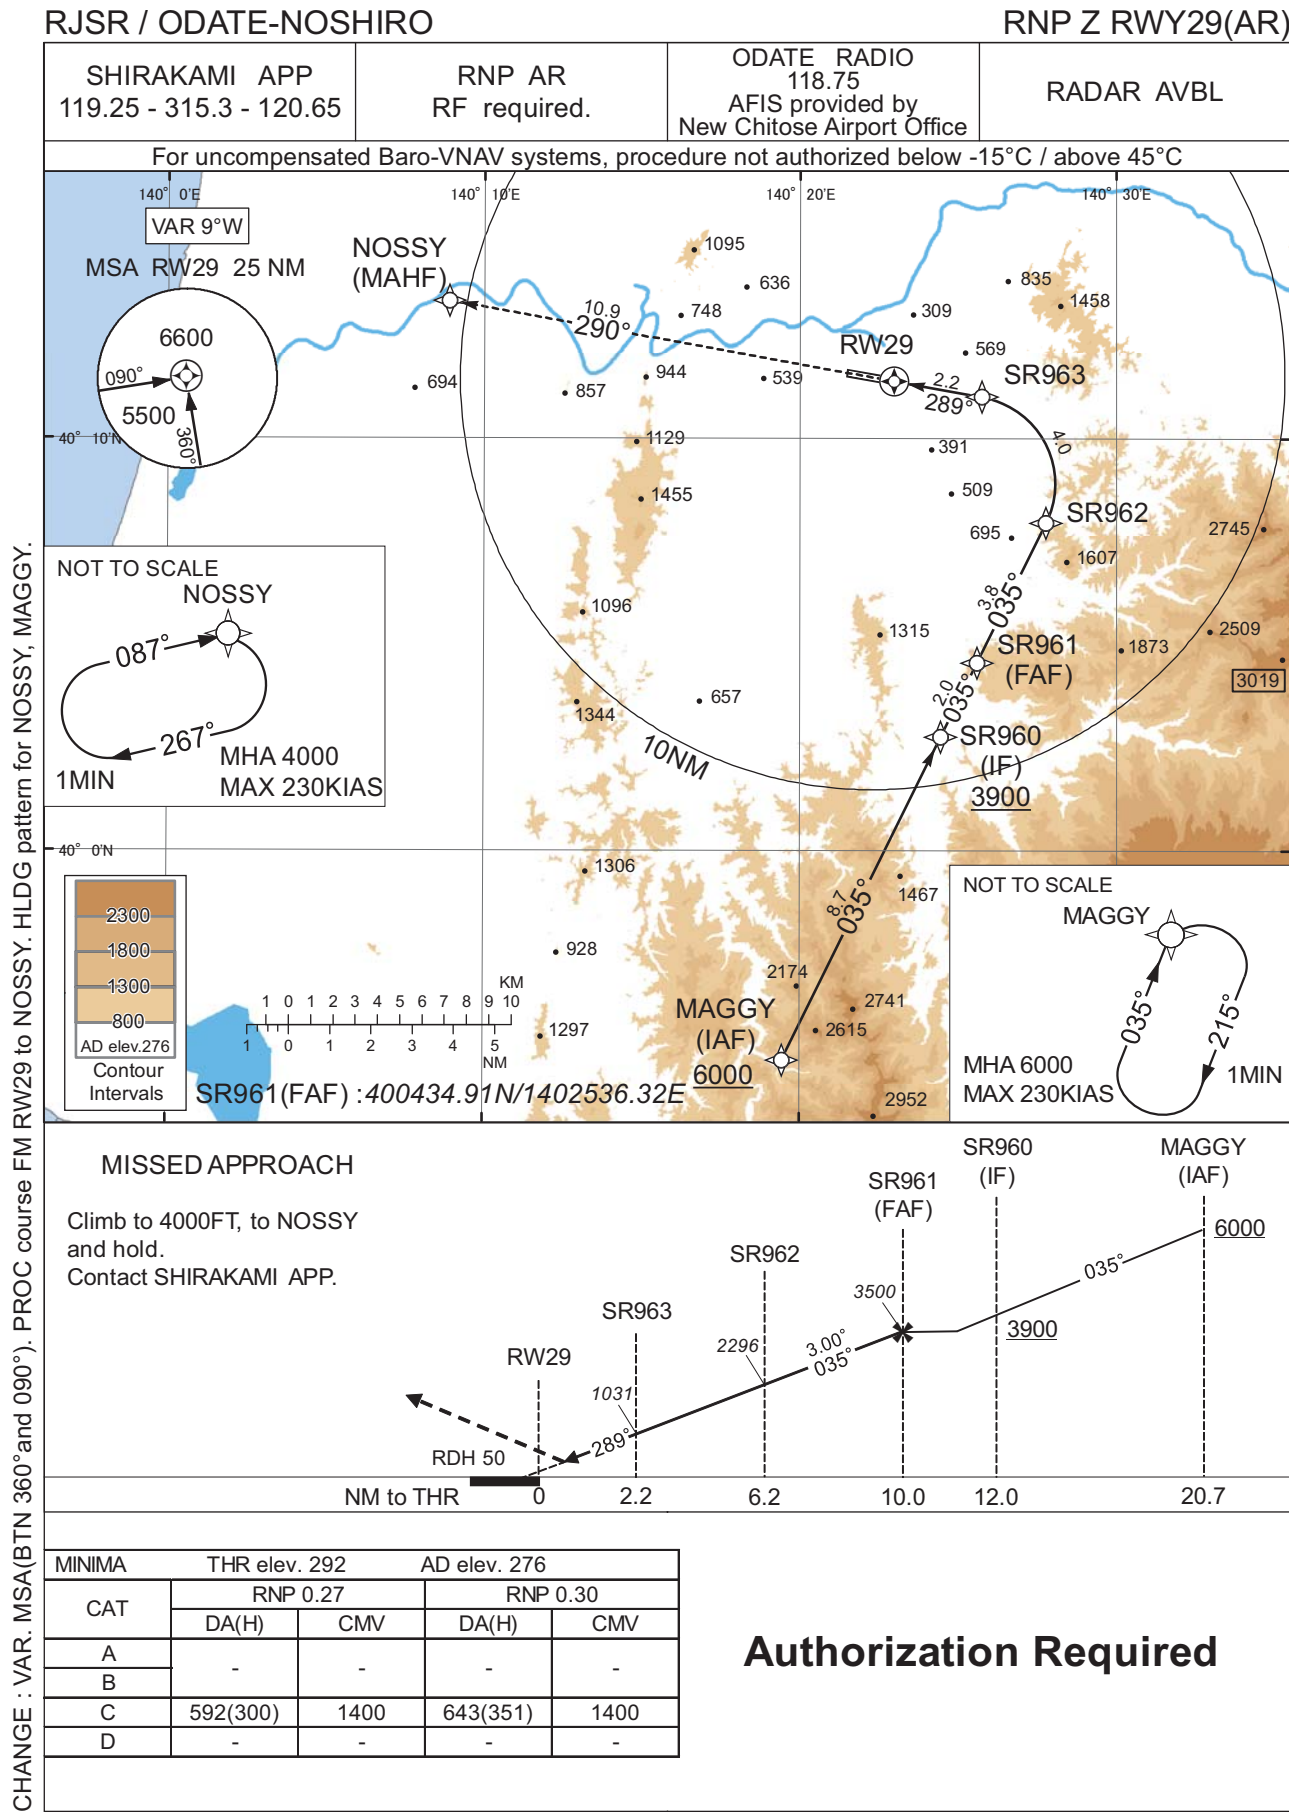 RJSR / ODATE-NOSHIRO
RNP Z RWY29(AR)
SHIRAKAMI APP
119.25 - 315.3 - 120.65
RNP AR
RF required.
ODATE RADIO
118.75
AFIS provided by
New Chitose Airport Office
RADAR AVBL
For uncompensated Baro-VNAV systems, procedure not authorized below -15°C / above 45°C
140° 0'E
140° 10'E
140° 20'E
140° 30'E
VAR 9°W
MSA RW29 25 NM
6600
090°
5500
360°
40° 10'N
NOSSY
(MAHF)
10.9
290°
1095
636
748
835
1458
309
569
RW29
SR963
2.2
289°
694
857
944
539
1129
391
4.0
1455
509
695
SR962
1607
2745
3.8
035°
NOT TO SCALE
NOSSY
087°
267°
1MIN
MHA 4000
MAX 230KIAS
1096
1315
SR961
(FAF)
1873
2509
3019
2.0
035°
1344
657
10NM
SR960
(IF)
3900
40° 0'N
2300
1800
1300
800
AD elev.276
Contour
Intervals
1306
1467
8.7
035°
928
2174
2741
2615
1297
2952
KM
1 0 1 2 3 4 5 6 7 8 9 10
1 0 1 2 3 4 5
NM
MAGGY
(IAF)
6000
SR961(FAF) :400434.91N/1402536.32E
NOT TO SCALE
MAGGY
035°
215°
MHA 6000
MAX 230KIAS
1MIN
MISSED APPROACH
Climb to 4000FT, to NOSSY
and hold.
Contact SHIRAKAMI APP.
SR960
(IF)
MAGGY
(IAF)
SR961
(FAF)
6000
SR962
035°
3500
SR963
3900
2296
3.00°
035°
RW29
1031
289°
RDH 50
NM to THR 0 2.2 6.2 10.0 12.0 20.7
MINIMA THR elev. 292 AD elev. 276
CAT RNP 0.27 RNP 0.30
DA(H) CMV DA(H) CMV
A
B
- - - -
C 592(300) 1400 643(351) 1400
D - - - -
Authorization Required
CHANGE : VAR. MSA(BTN 360°and 090°). PROC course FM RW29 to NOSSY. HLDG pattern for NOSSY, MAGGY.